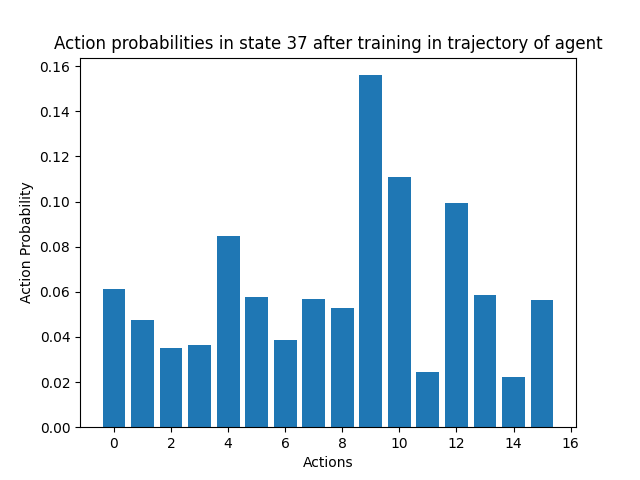 Action probabilities in state 37 after training in trajectory of agent
0.16
0.14
0.12
0.10
0.08
0.06
0.04
0.02
0.00
Action Probability
0 2 4 6 8 10 12 14 16
Actions